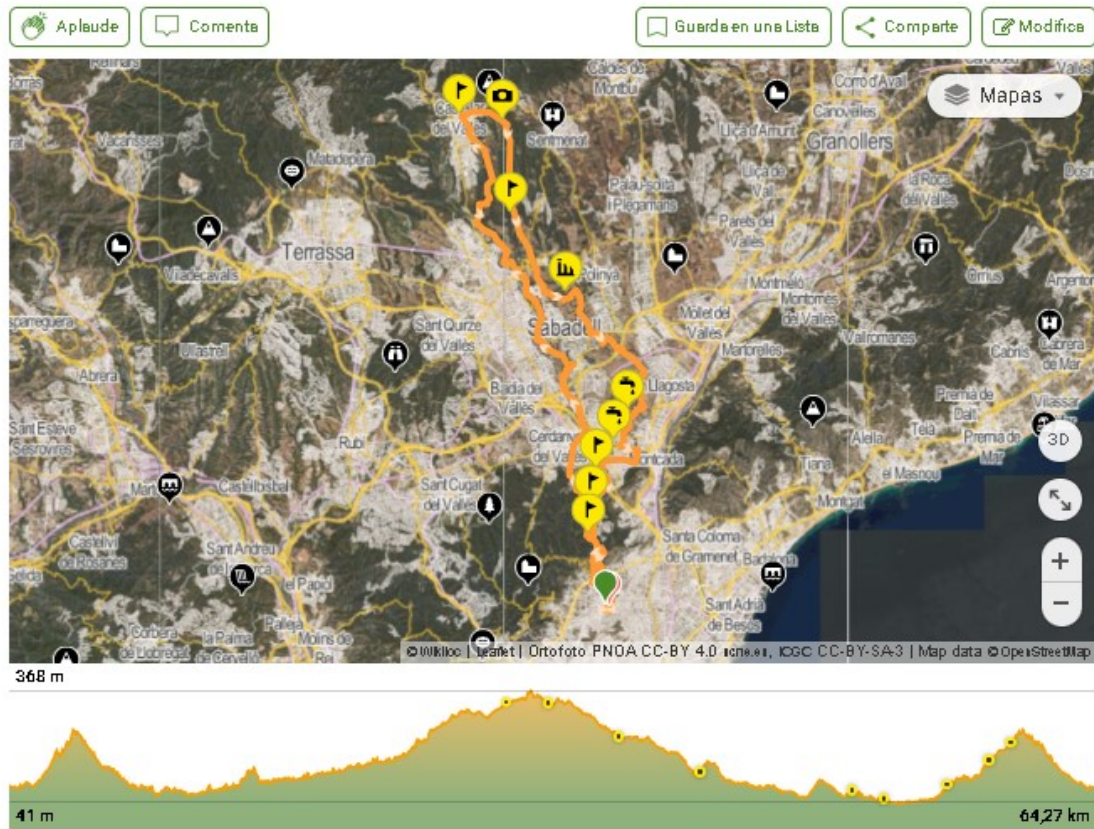 Aplaude
Comenta
Guarda en una Lista
Comparte
Modifica
Mapas
Caldes de
Montbui
Corró d'Avall
Canovelles
Granollers
Lliçà d'Amunt
Vacarisses
Matadepera
Sentmenat
del Vallès
Palau-solità
i Plegamans
Lliçà de
Vall
la Roca
del Vallès
Parets del
Vallès
Terrassa
Viladecavalls
Montmeló
Montornès
del Vallès
Òrrius
Argenton
Sant Quirze
del Vallès
Sabadell
Mollet del
Vallès
Martorelles
Vallromanes
Cabrils
Cabrera
de Mar
Ullastrell
Abrera
Badia del
Vallès
Llagosta
Premià de
Dalt
Vilassar
Sant Esteve
Sesrovires
Rubí
Cerdanyola
del Vallès
Alella
Teià
Premià de
Mar
3D
Castellbisbal
Sant Cugat
del Vallès
Tiana
el Masnou
Montgat
Castellví
de Rosanes
Santa Coloma
de Gramenet
Badalona
Gelida
Sant Andreu
el Papiol
Pallejà
Molins de
Rei
Sant Adrià
de Besòs
Corbera
de Llobregat
la Palma
de Cervelló
+
−
© Wikiloc | Leaflet | Ortofoto PNOA CC-BY 4.0 scne.es, ICGC CC-BY-SA-3 | Map data © OpenStreetMap
368 m
41 m
64,27 km